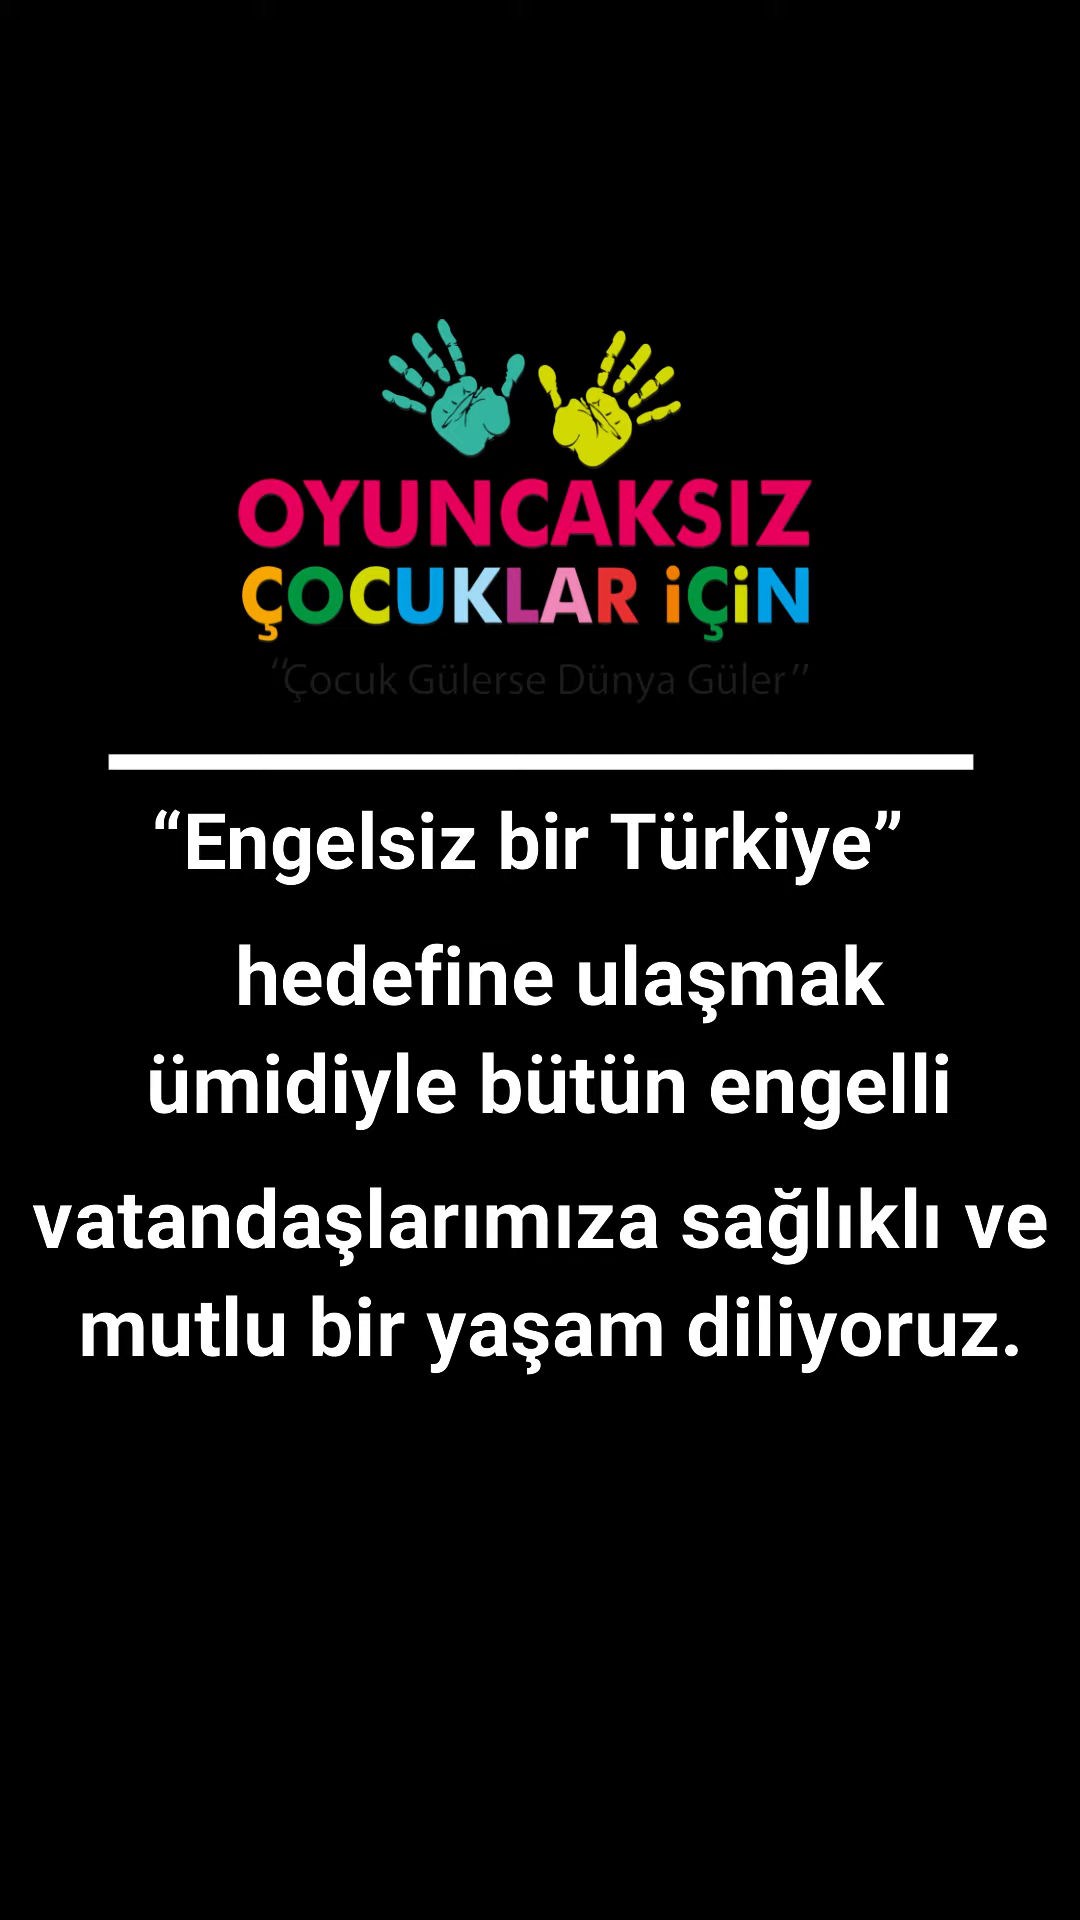 OYUNCAKSIZ
ÇOCUKLAR iÇiN
“Çocuk Gülerse Dünya Güler”
“Engelsiz bir Türkiye”
hedefine ulaşmak
ümidiyle bütün engelli
vatandaşlarımıza sağlıklı ve
mutlu bir yaşam diliyoruz.